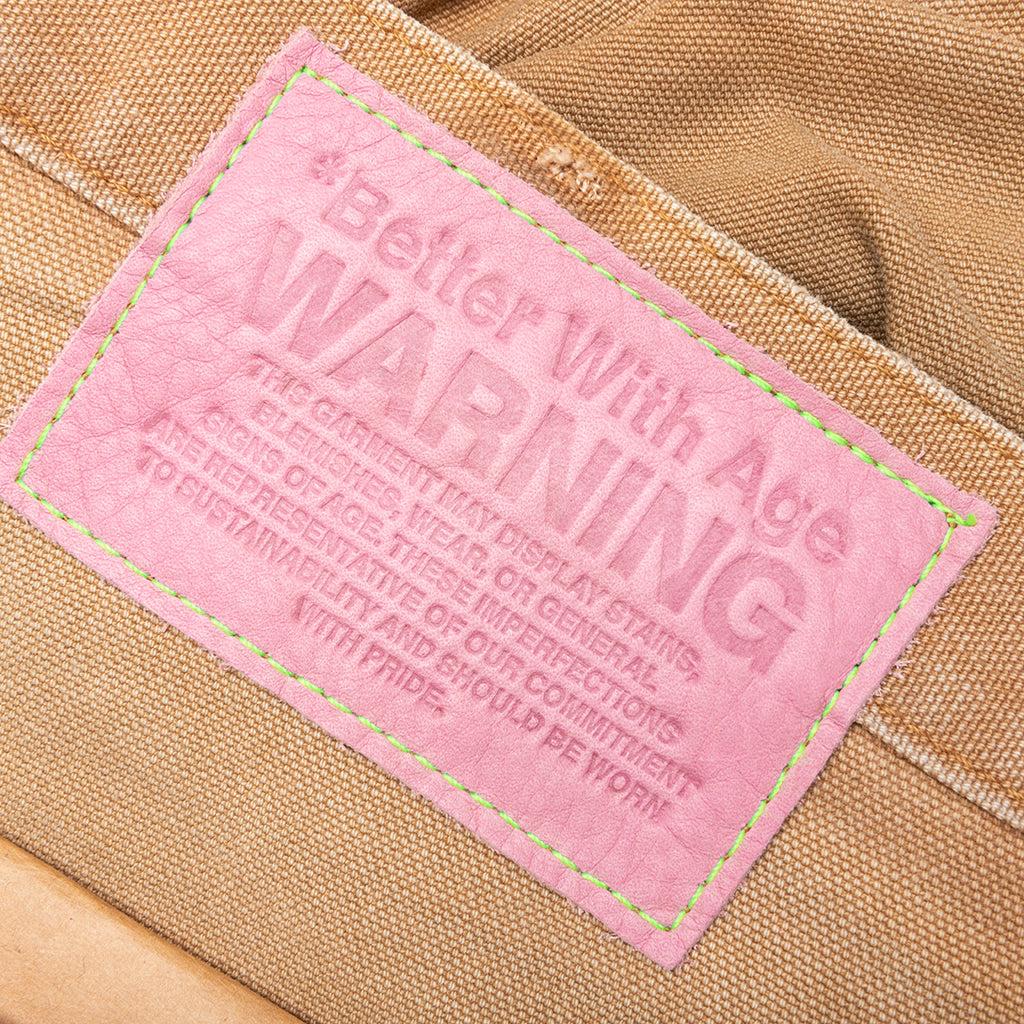 *Better With Age
WARNING
THIS GARMENT MAY DISPLAY STAINS,
BLEMISHES, WEAR, OR GENERAL
SIGNS OF AGE. THESE IMPERFECTIONS
ARE REPRESENTATIVE OF OUR COMMITMENT
TO SUSTAINABILITY AND SHOULD BE WORN
WITH PRIDE.